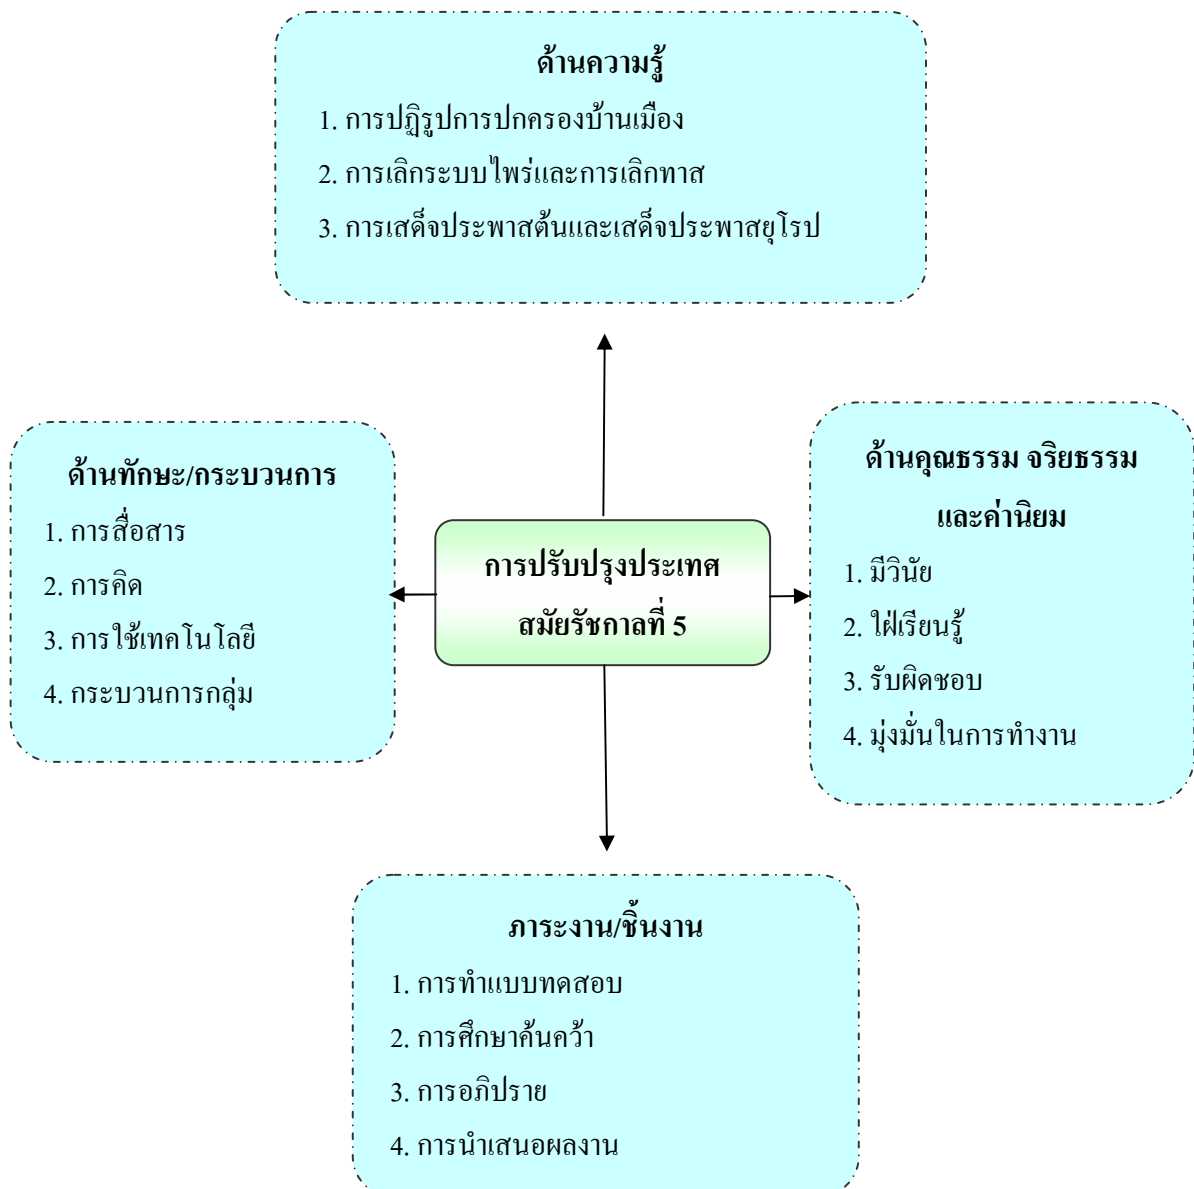 ด้านความรู้
1. การปฏิรูปการปกครองบ้านเมือง
2. การเลิกระบบไพร่และการเลิกทาส
3. การเสด็จประพาสต้นและเสด็จประพาสยุโรป
ด้านทักษะ/กระบวนการ
1. การสื่อสาร
2. การคิด
3. การใช้เทคโนโลยี
4. กระบวนการกลุ่ม
การปรับปรุงประเทศ
สมัยรัชกาลที่ 5
ด้านคุณธรรม จริยธรรม
และค่านิยม
1. มีวินัย
2. ใฝ่เรียนรู้
3. รับผิดชอบ
4. มุ่งมั่นในการทำงาน
ภาระงาน/ชิ้นงาน
1. การทำแบบทดสอบ
2. การศึกษาค้นคว้า
3. การอภิปราย
4. การนำเสนอผลงาน